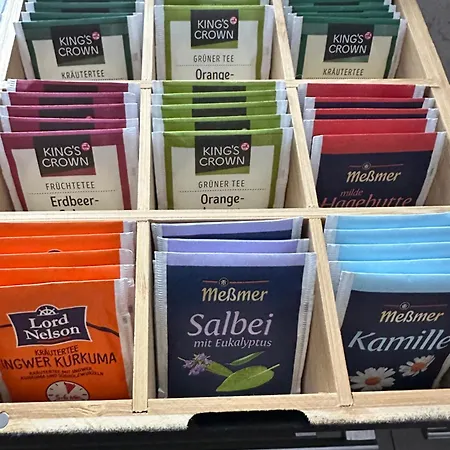 KING'S
CROWN
KRÄUTERTEE
KING'S
CROWN
GRÜNER TEE
Orange-
KING'S
CROWN
KRÄUTERTEE
KING'S
CROWN
FRÜCHTETEE
Erdbeer-
KING'S
CROWN
GRÜNER TEE
Orange-
Meßmer
milde
Hagebutte
Lord
Nelson
KRÄUTERTEE
INGWER KURKUMA
Meßmer
Salbei
mit Eukalyptus
Meßmer
Kamille